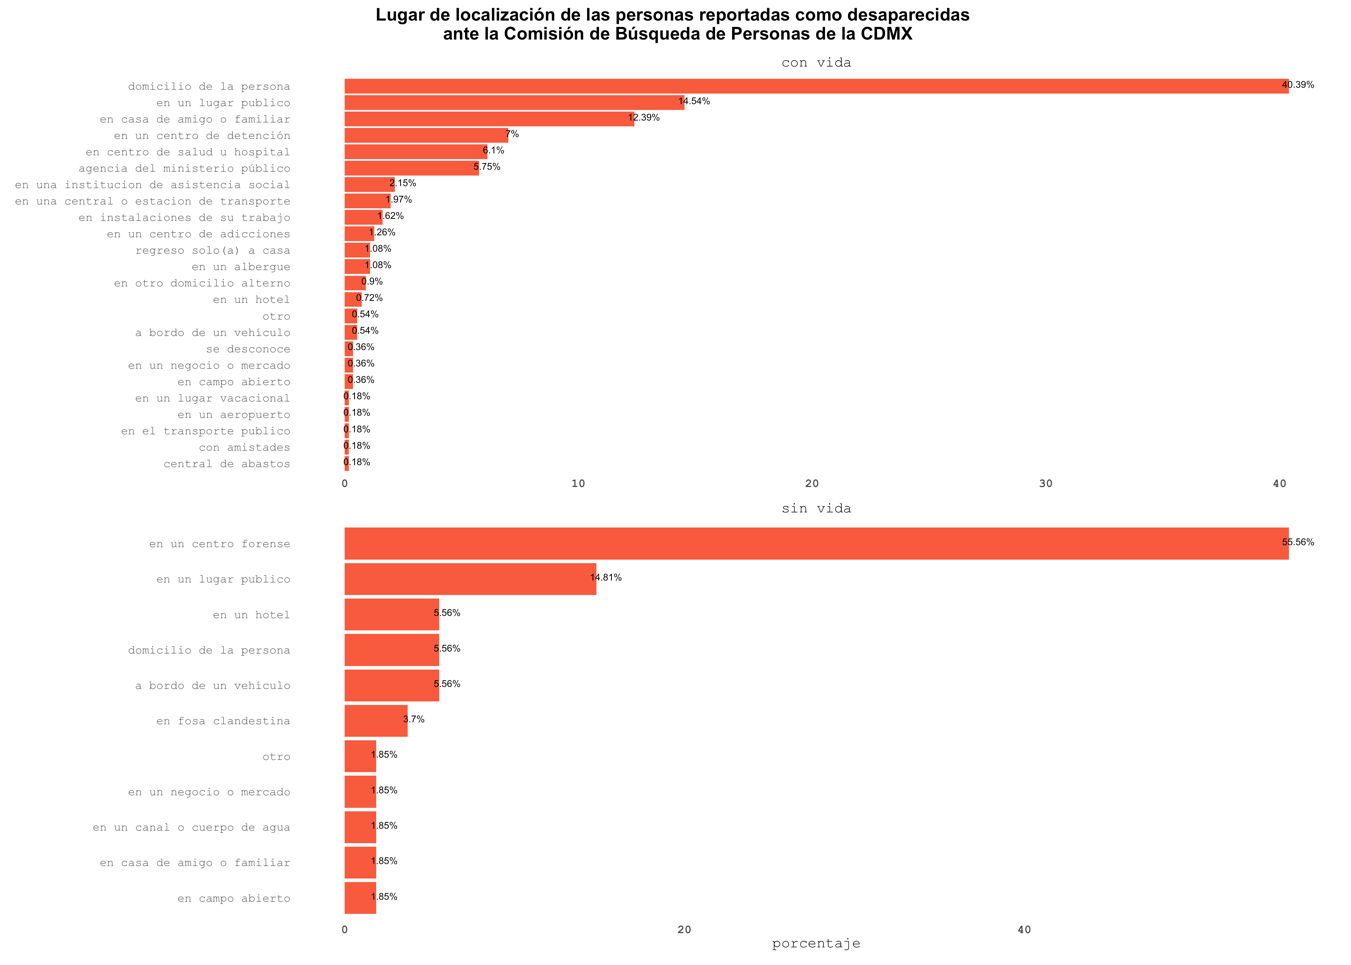 Lugar de localización de las personas reportadas como desaparecidas
ante la Comisión de Búsqueda de Personas de la CDMX
con vida
domicilio de la persona 40.39%
en un lugar publico 14.54%
en casa de amigo o familiar 12.39%
en un centro de detención 7%
en centro de salud u hospital 6.1%
agencia del ministerio público 5.75%
en una institucion de asistencia social 2.15%
en una central o estacion de transporte 1.97%
en instalaciones de su trabajo 1.62%
en un centro de adicciones 1.26%
regreso solo(a) a casa 1.08%
en un albergue 1.08%
en otro domicilio alterno 0.9%
en un hotel 0.72%
otro 0.54%
a bordo de un vehículo 0.54%
se desconoce 0.36%
en un negocio o mercado 0.36%
en campo abierto 0.36%
en un lugar vacacional 0.18%
en un aeropuerto 0.18%
en el transporte publico 0.18%
con amistades 0.18%
central de abastos 0.18%
0 10 20 30 40
sin vida
en un centro forense 55.56%
en un lugar publico 14.81%
en un hotel 5.56%
domicilio de la persona 5.56%
a bordo de un vehículo 5.56%
en fosa clandestina 3.7%
otro 1.85%
en un negocio o mercado 1.85%
en un canal o cuerpo de agua 1.85%
en casa de amigo o familiar 1.85%
en campo abierto 1.85%
0 20 40
porcentaje